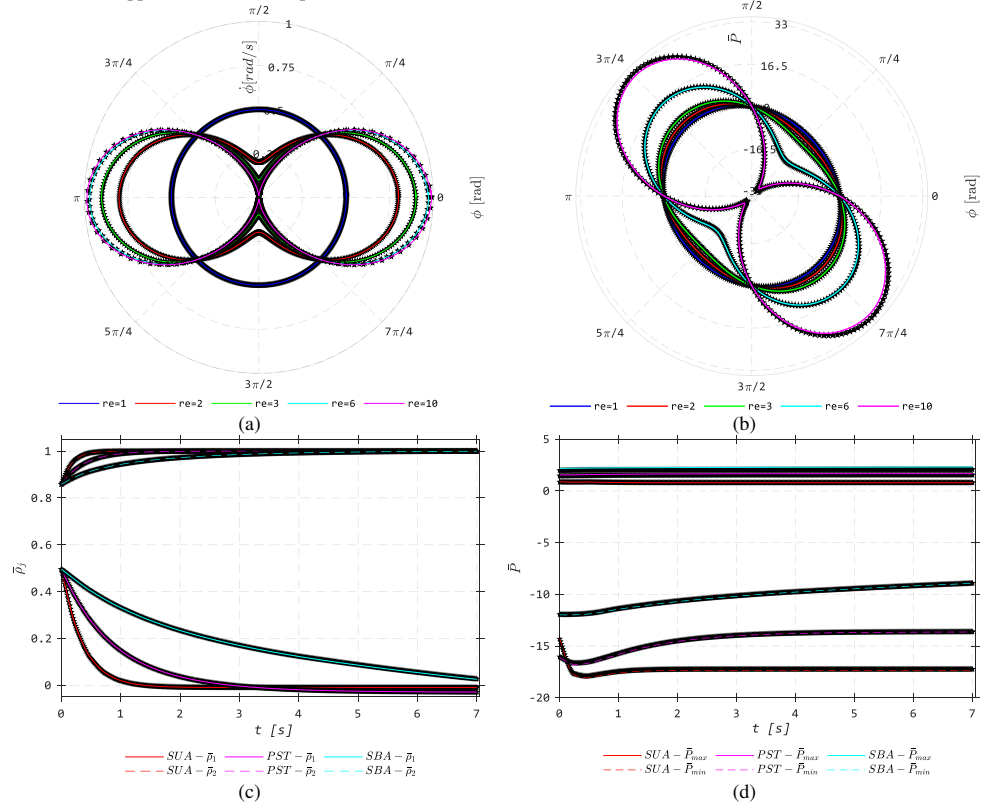 π/2
1
0.75
φ̇[rad/s]
3π/4
π/4
π
0
φ [rad]
5π/4
7π/4
3π/2
re=1 re=2 re=3 re=6 re=10
(a)
π/2
33
P̄
16.5
3π/4
π/4
0
-16.5
π
0
φ [rad]
5π/4
7π/4
3π/2
re=1 re=2 re=3 re=6 re=10
(b)
1
0.8
0.6
0.4
0.2
0
ρ̄j
0 1 2 3 4 5 6 7
t [s]
SUA − ρ̄1 PST − ρ̄1 SBA − ρ̄1
SUA − ρ̄2 PST − ρ̄2 SBA − ρ̄2
(c)
5
0
-5
-10
-15
-20
P̄
0 1 2 3 4 5 6 7
t [s]
SUA − P̄max PST − P̄max SBA − P̄max
SUA − P̄min PST − P̄min SBA − P̄min
(d)